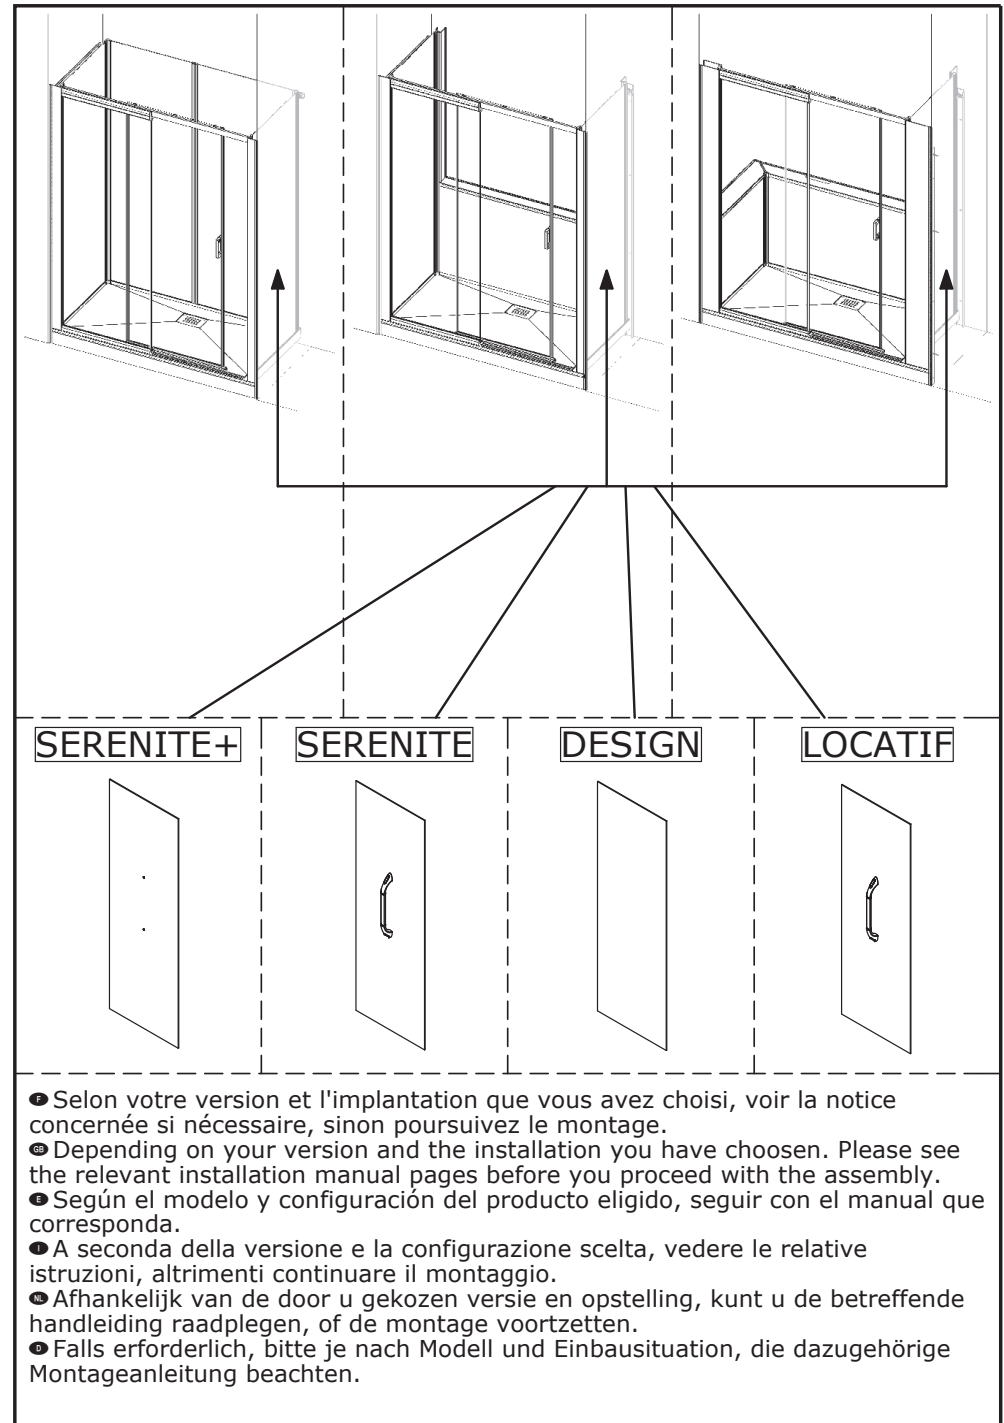 SERENITE+
SERENITE
DESIGN
LOCATIF
F Selon votre version et l'implantation que vous avez choisi, voir la notice
concernée si nécessaire, sinon poursuivez le montage.
GB Depending on your version and the installation you have choosen. Please see
the relevant installation manual pages before you proceed with the assembly.
E Según el modelo y configuración del producto eligido, seguir con el manual que
corresponda.
I A seconda della versione e la configurazione scelta, vedere le relative
istruzioni, altrimenti continuare il montaggio.
NL Afhankelijk van de door u gekozen versie en opstelling, kunt u de betreffende
handleiding raadplegen, of de montage voortzetten.
D Falls erforderlich, bitte je nach Modell und Einbausituation, die dazugehörige
Montageanleitung beachten.